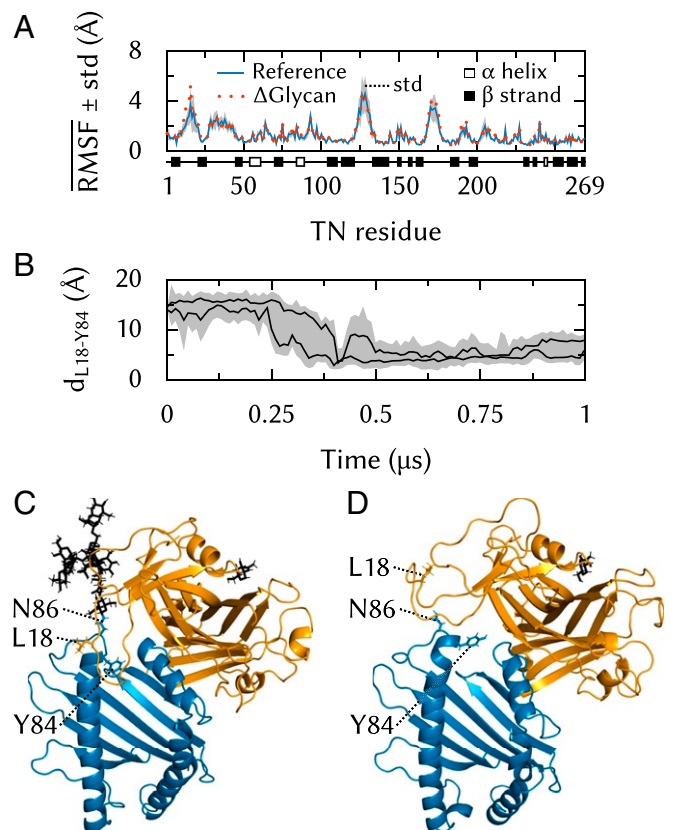 A
RMSF ± std (Å)
8
4
0
Reference
ΔGlycan
std
α helix
β strand
1 50 100 150 200 269
TN residue
B
dL18-Y84 (Å)
20
10
0
0 0.25 0.5 0.75 1
Time (μs)
C
N86
L18
Y84
D
L18
N86
Y84